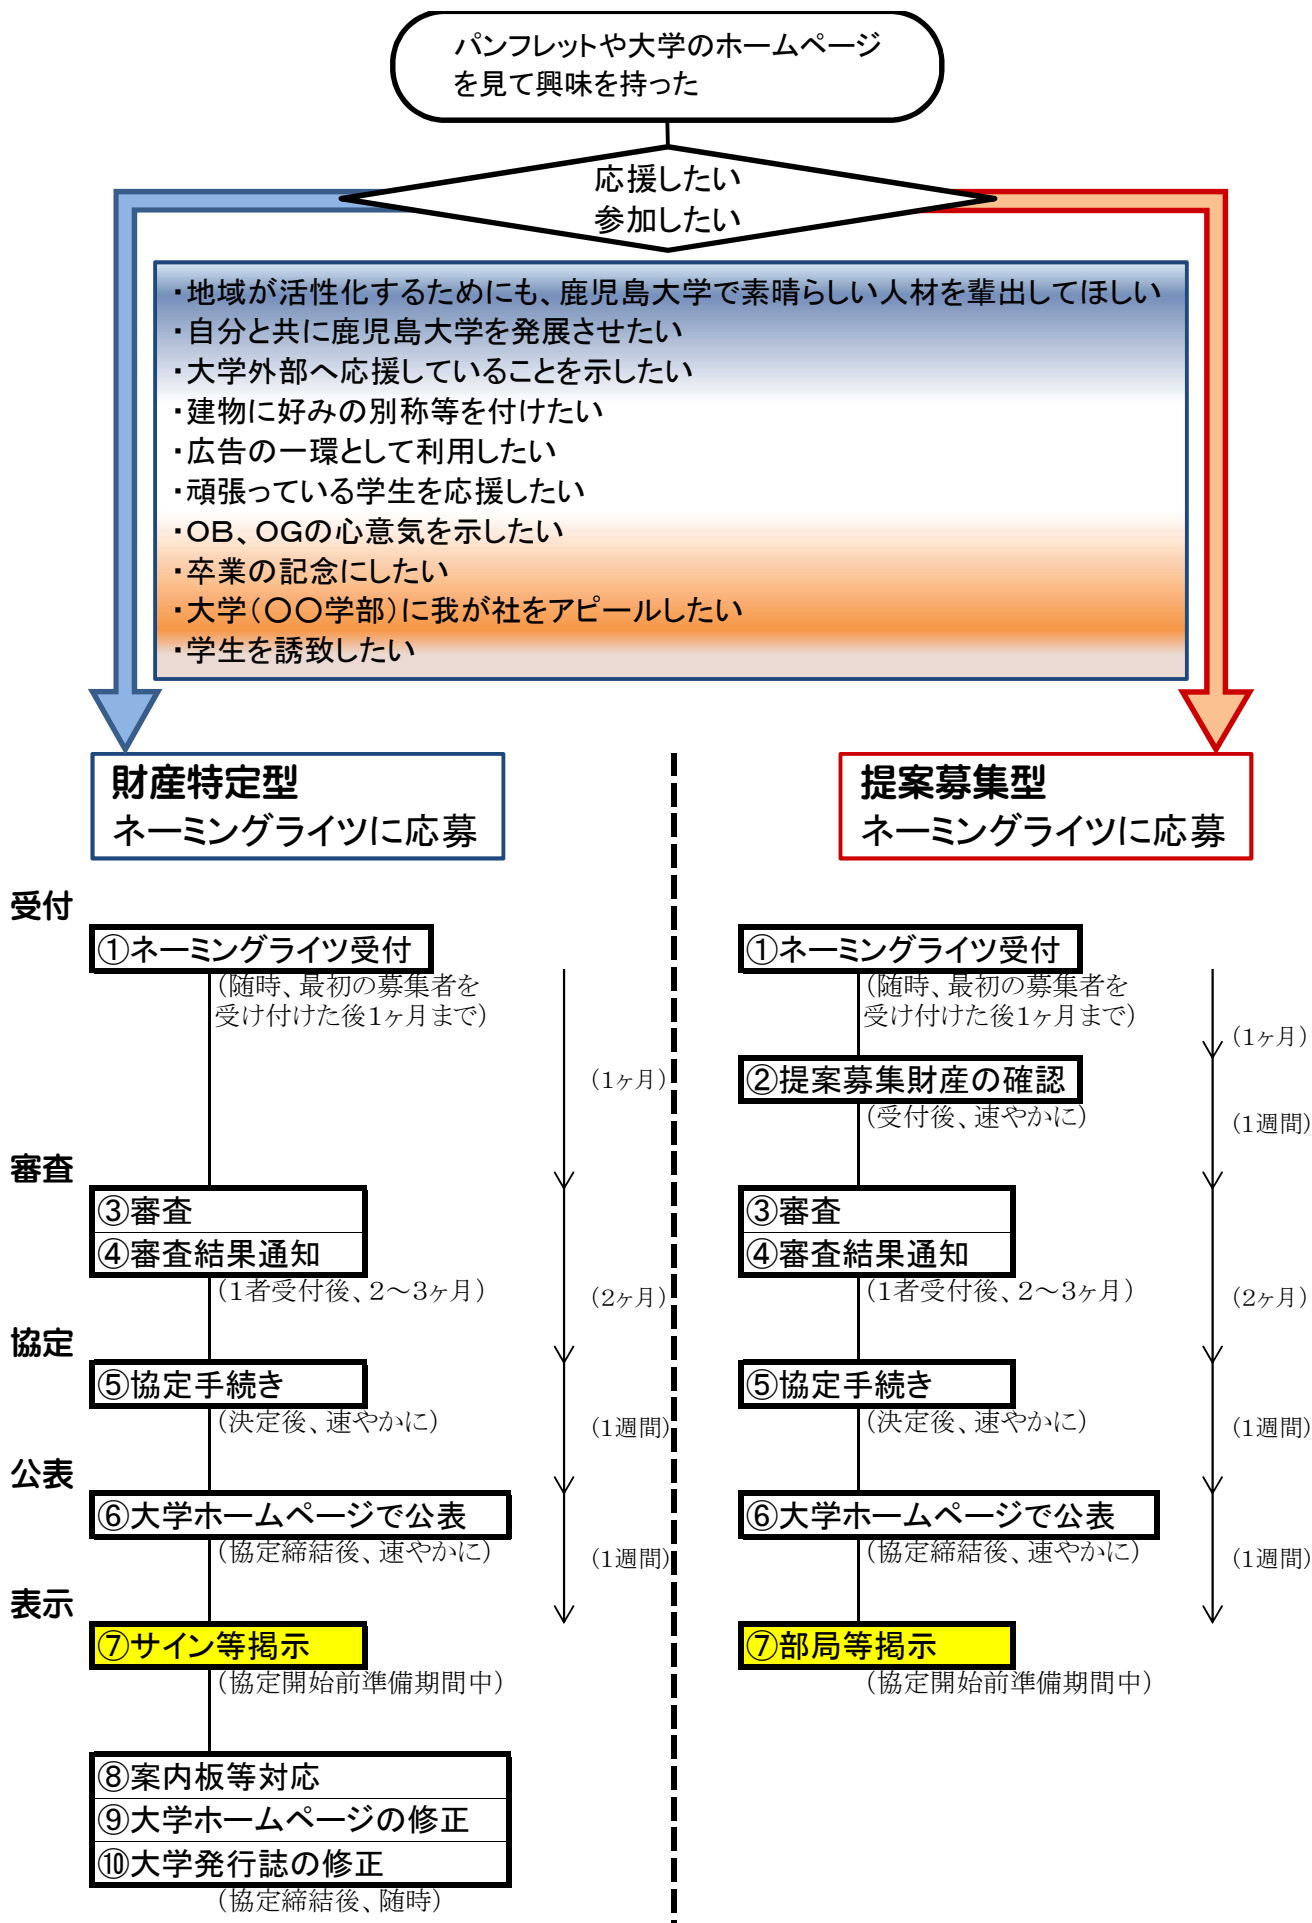 パンフレットや大学のホームページ
を見て興味を持った
応援したい
参加したい
・地域が活性化するためにも、鹿児島大学で素晴らしい人材を輩出してほしい
・自分と共に鹿児島大学を発展させたい
・大学外部へ応援していることを示したい
・建物に好みの別称等を付けたい
・広告の一環として利用したい
・頑張っている学生を応援したい
・OB、OGの心意気を示したい
・卒業の記念にしたい
・大学(〇〇学部)に我が社をアピールしたい
・学生を誘致したい
財産特定型
ネーミングライツに応募
受付
①ネーミングライツ受付
(随時、最初の募集者を
受け付けた後1ヶ月まで)
(1ヶ月)
審査
③審査
④審査結果通知
(1者受付後、2～3ヶ月)
(2ヶ月)
協定
⑤協定手続き
(決定後、速やかに)
(1週間)
公表
⑥大学ホームページで公表
(協定締結後、速やかに)
(1週間)
表示
⑦サイン等掲示
(協定開始前準備期間中)
⑧案内板等対応
⑨大学ホームページの修正
⑩大学発行誌の修正
(協定締結後、随時)
提案募集型
ネーミングライツに応募
①ネーミングライツ受付
(随時、最初の募集者を
受け付けた後1ヶ月まで)
(1ヶ月)
②提案募集財産の確認
(受付後、速やかに)
(1週間)
③審査
④審査結果通知
(1者受付後、2～3ヶ月)
(2ヶ月)
⑤協定手続き
(決定後、速やかに)
(1週間)
⑥大学ホームページで公表
(協定締結後、速やかに)
(1週間)
⑦部局等掲示
(協定開始前準備期間中)